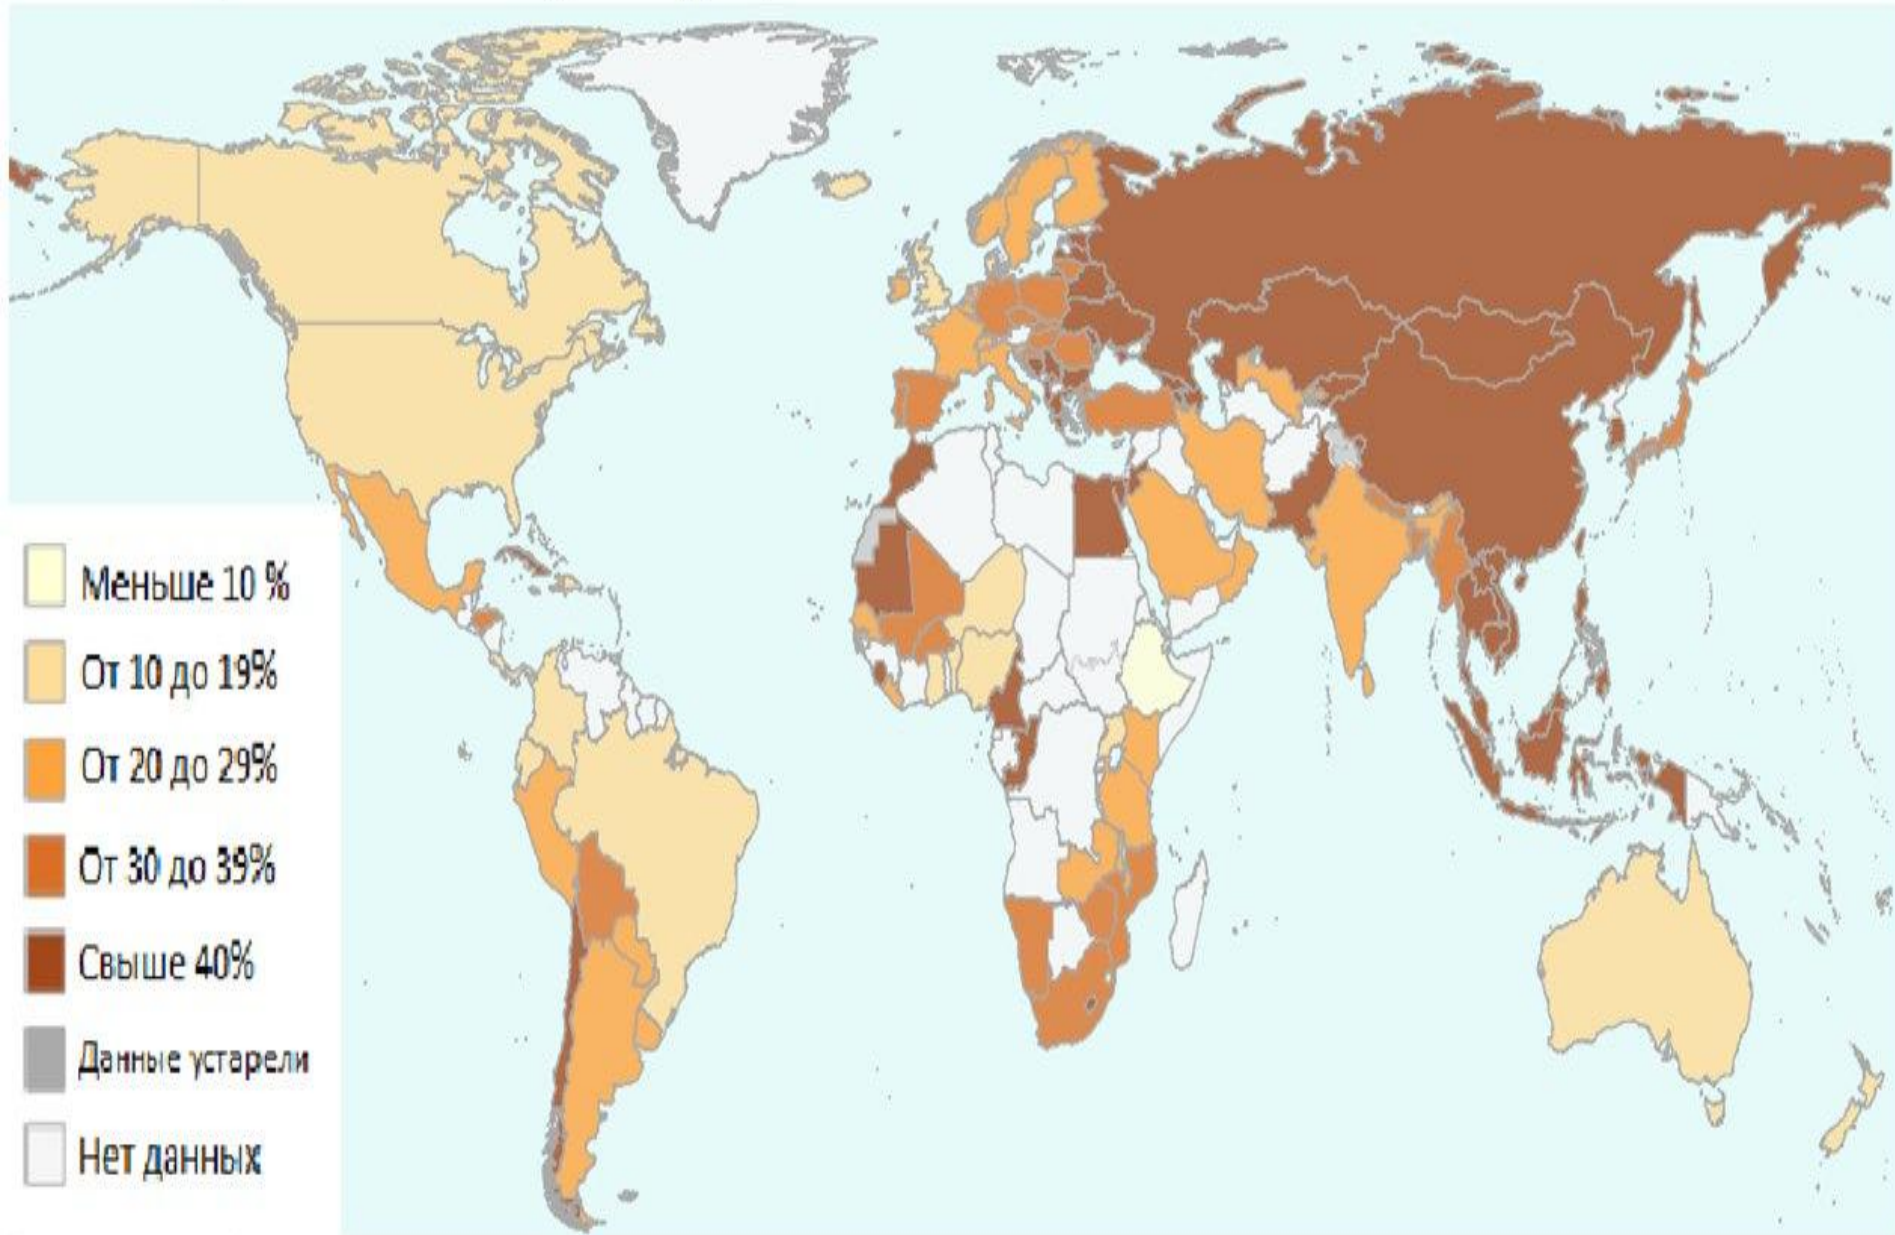 Меньше 10 %
От 10 до 19%
От 20 до 29%
От 30 до 39%
Свыше 40%
Данные устарели
Нет данных